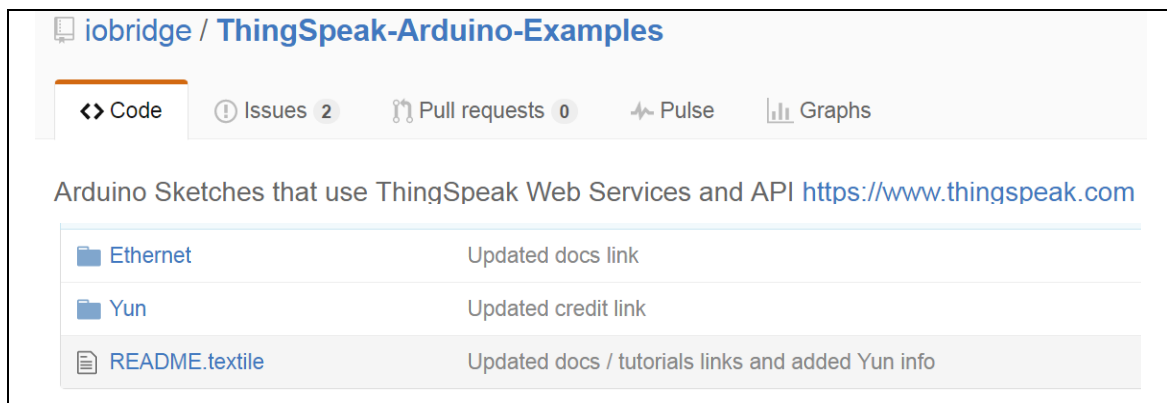 iobridge / ThingSpeak-Arduino-Examples
Code Issues 2 Pull requests 0 Pulse Graphs
Arduino Sketches that use ThingSpeak Web Services and API https://www.thingspeak.com
Ethernet Updated docs link
Yun Updated credit link
README.textile Updated docs / tutorials links and added Yun info